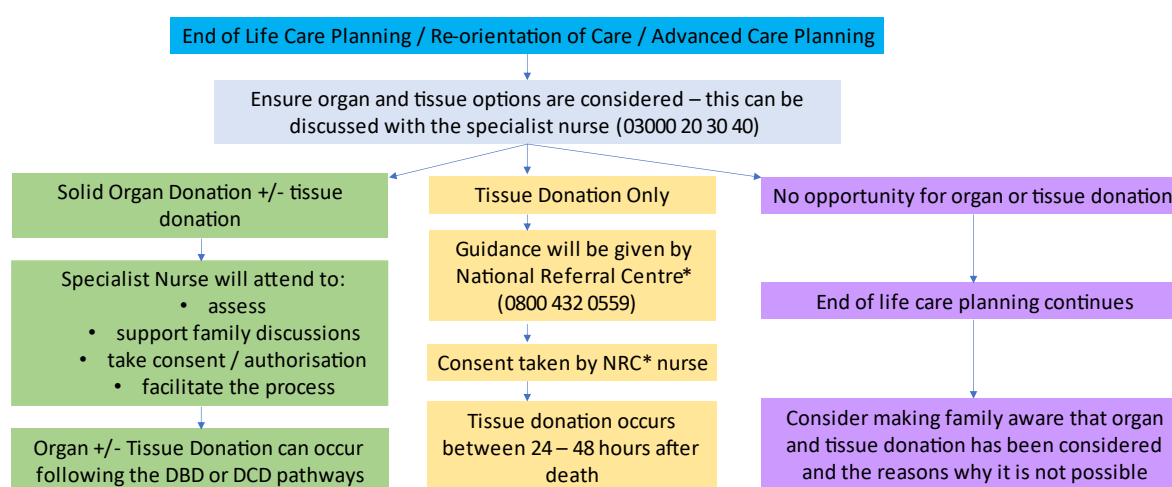 End of Life Care Planning / Re-orientation of Care / Advanced Care Planning
Ensure organ and tissue options are considered – this can be
discussed with the specialist nurse (03000 20 30 40)
Solid Organ Donation +/- tissue
donation
Specialist Nurse will attend to:
• assess
• support family discussions
• take consent / authorisation
• facilitate the process
Organ +/- Tissue Donation can occur
following the DBD or DCD pathways
Tissue Donation Only
Guidance will be given by
National Referral Centre*
(0800 432 0559)
Consent taken by NRC* nurse
Tissue donation occurs
between 24 – 48 hours after
death
No opportunity for organ or tissue donation
End of life care planning continues
Consider making family aware that organ
and tissue donation has been considered
and the reasons why it is not possible